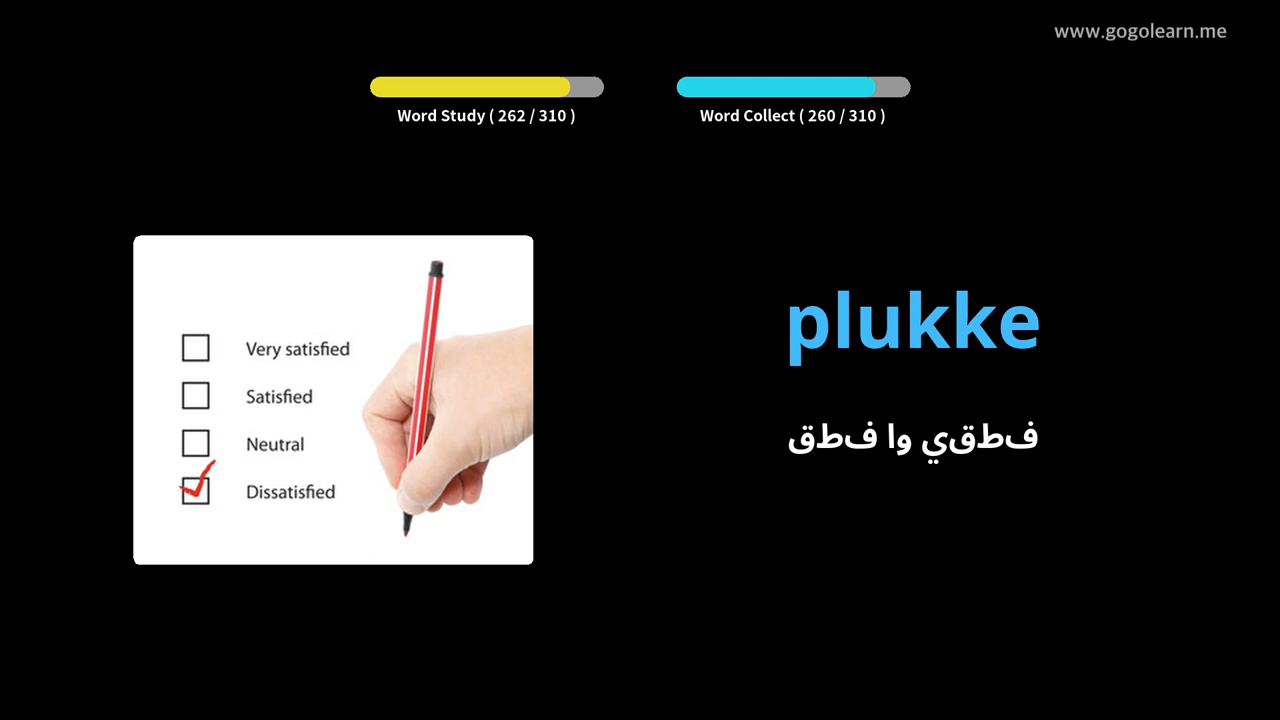 www.gogolearn.me
Word Study ( 262 / 310 )
Word Collect ( 260 / 310 )
Very satisfied
Satisfied
Neutral
Dissatisfied
plukke
فطقي وا فطق